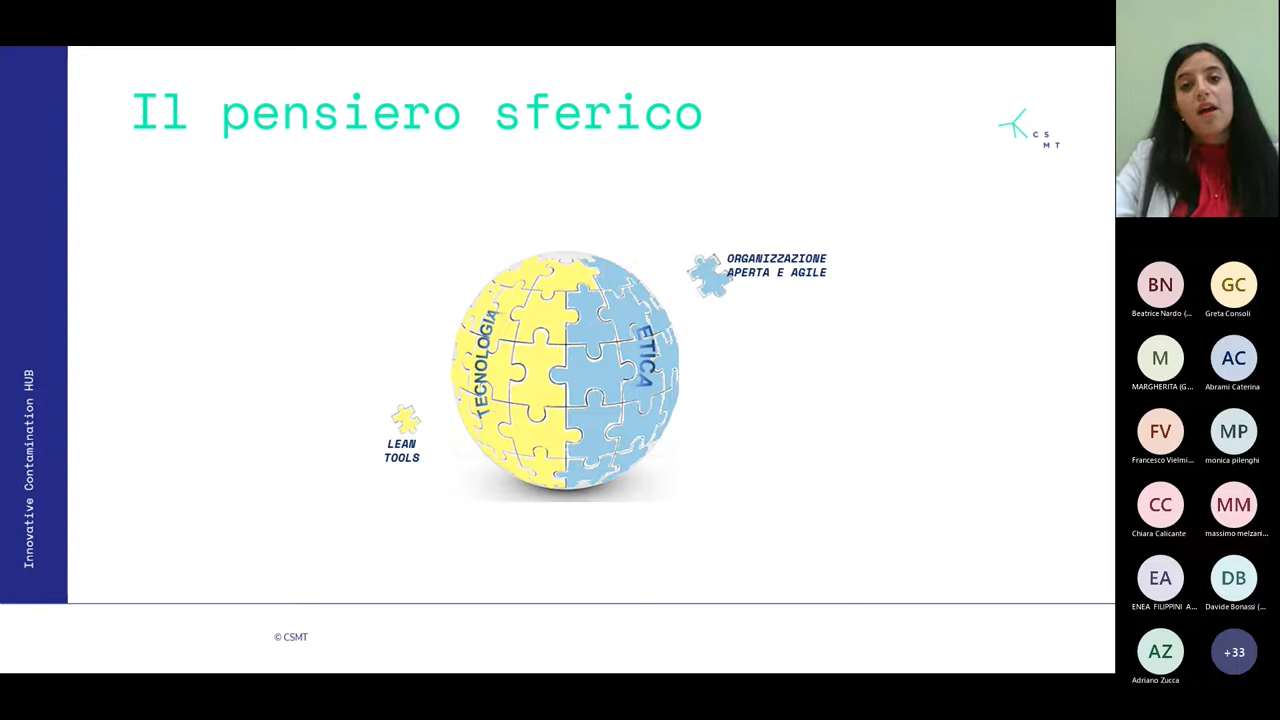 Il pensiero sferico
C S
M T
ORGANIZZAZIONE
APERTA E AGILE
TECNOLOGIA
ETICA
LEAN
TOOLS
Innovative Contamination HUB
© CSMT
BN
Beatrice Nardo (...
GC
Greta Consoli
M
MARGHERITA (G...
AC
Abrami Caterina
FV
Francesco Vielmi...
MP
monica pilenghi
CC
Chiara Calicante
MM
massimo melzani...
EA
ENEA FILIPPINI A...
DB
Davide Bonassi (...
AZ
Adriano Zucca
+33